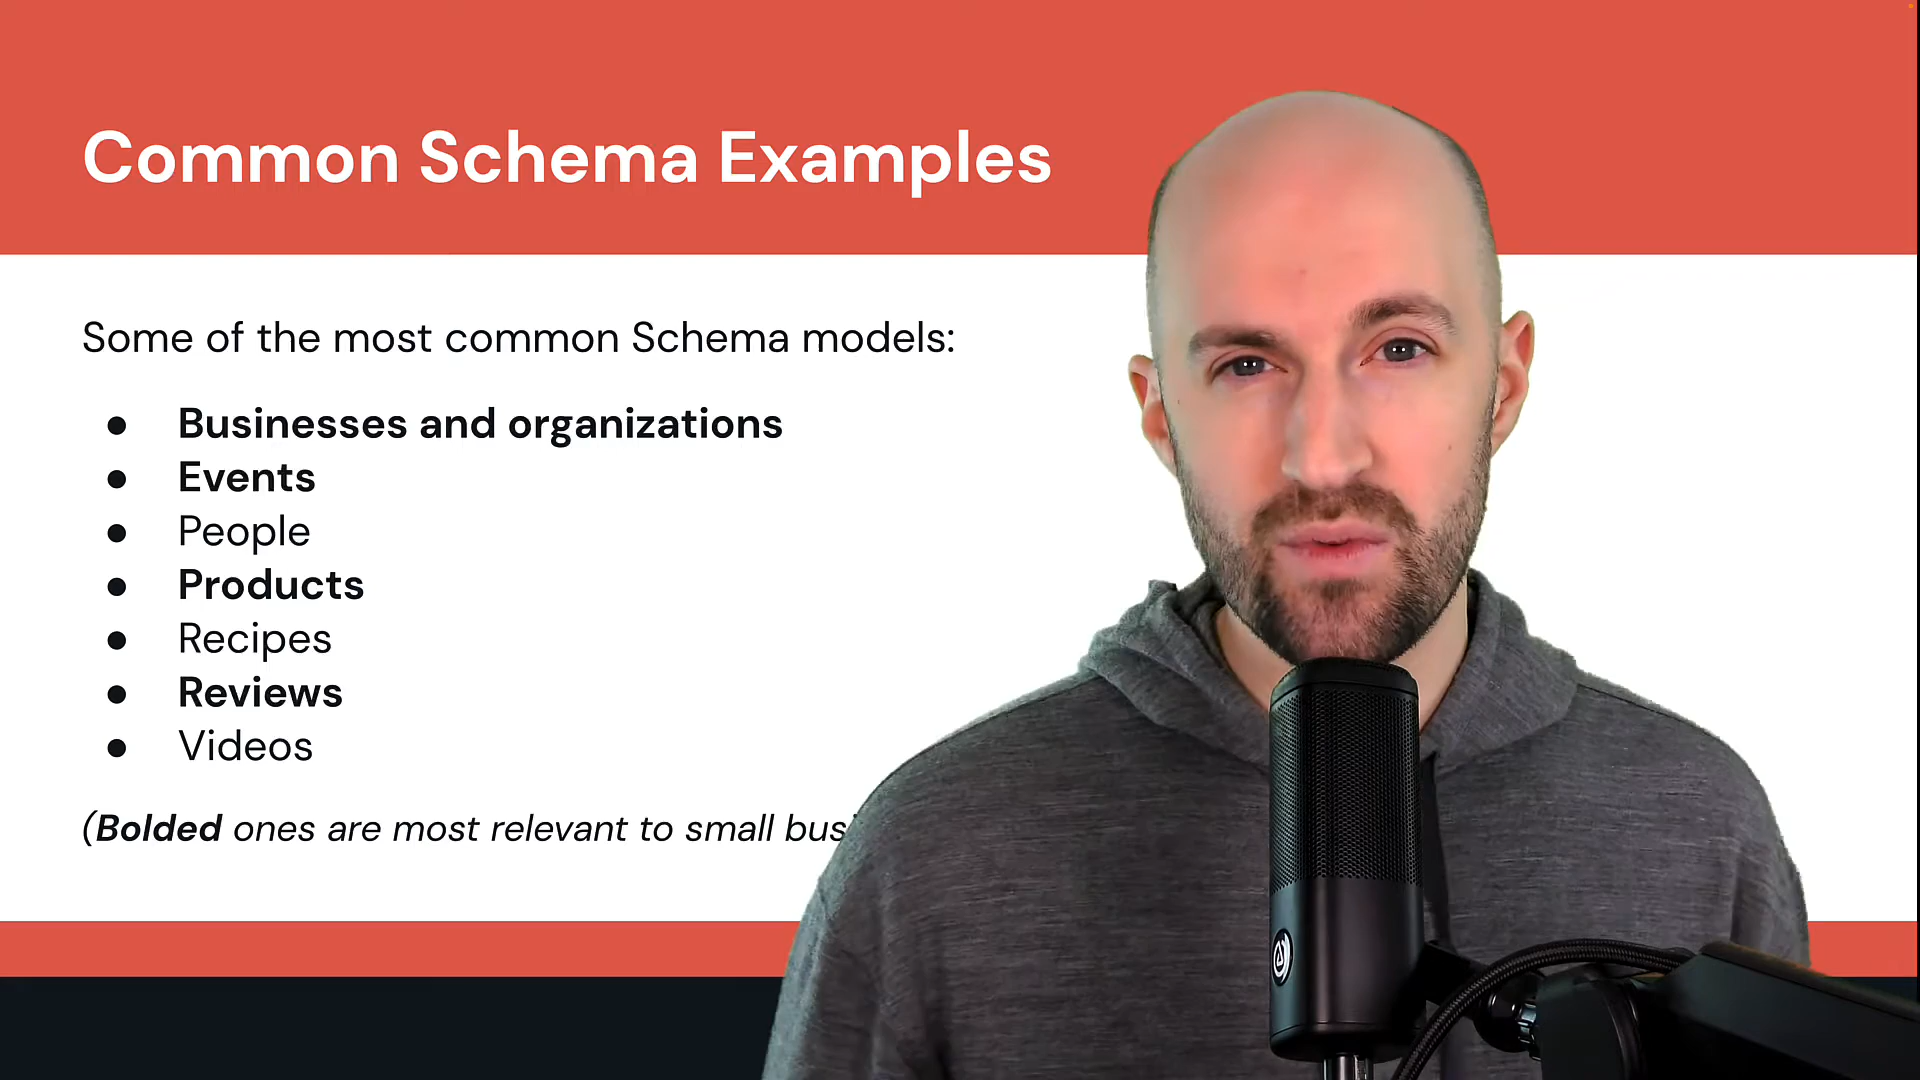 Common Schema Examples
Some of the most common Schema models:
● Businesses and organizations
● Events
● People
● Products
● Recipes
● Reviews
● Videos
(Bolded ones are most relevant to small